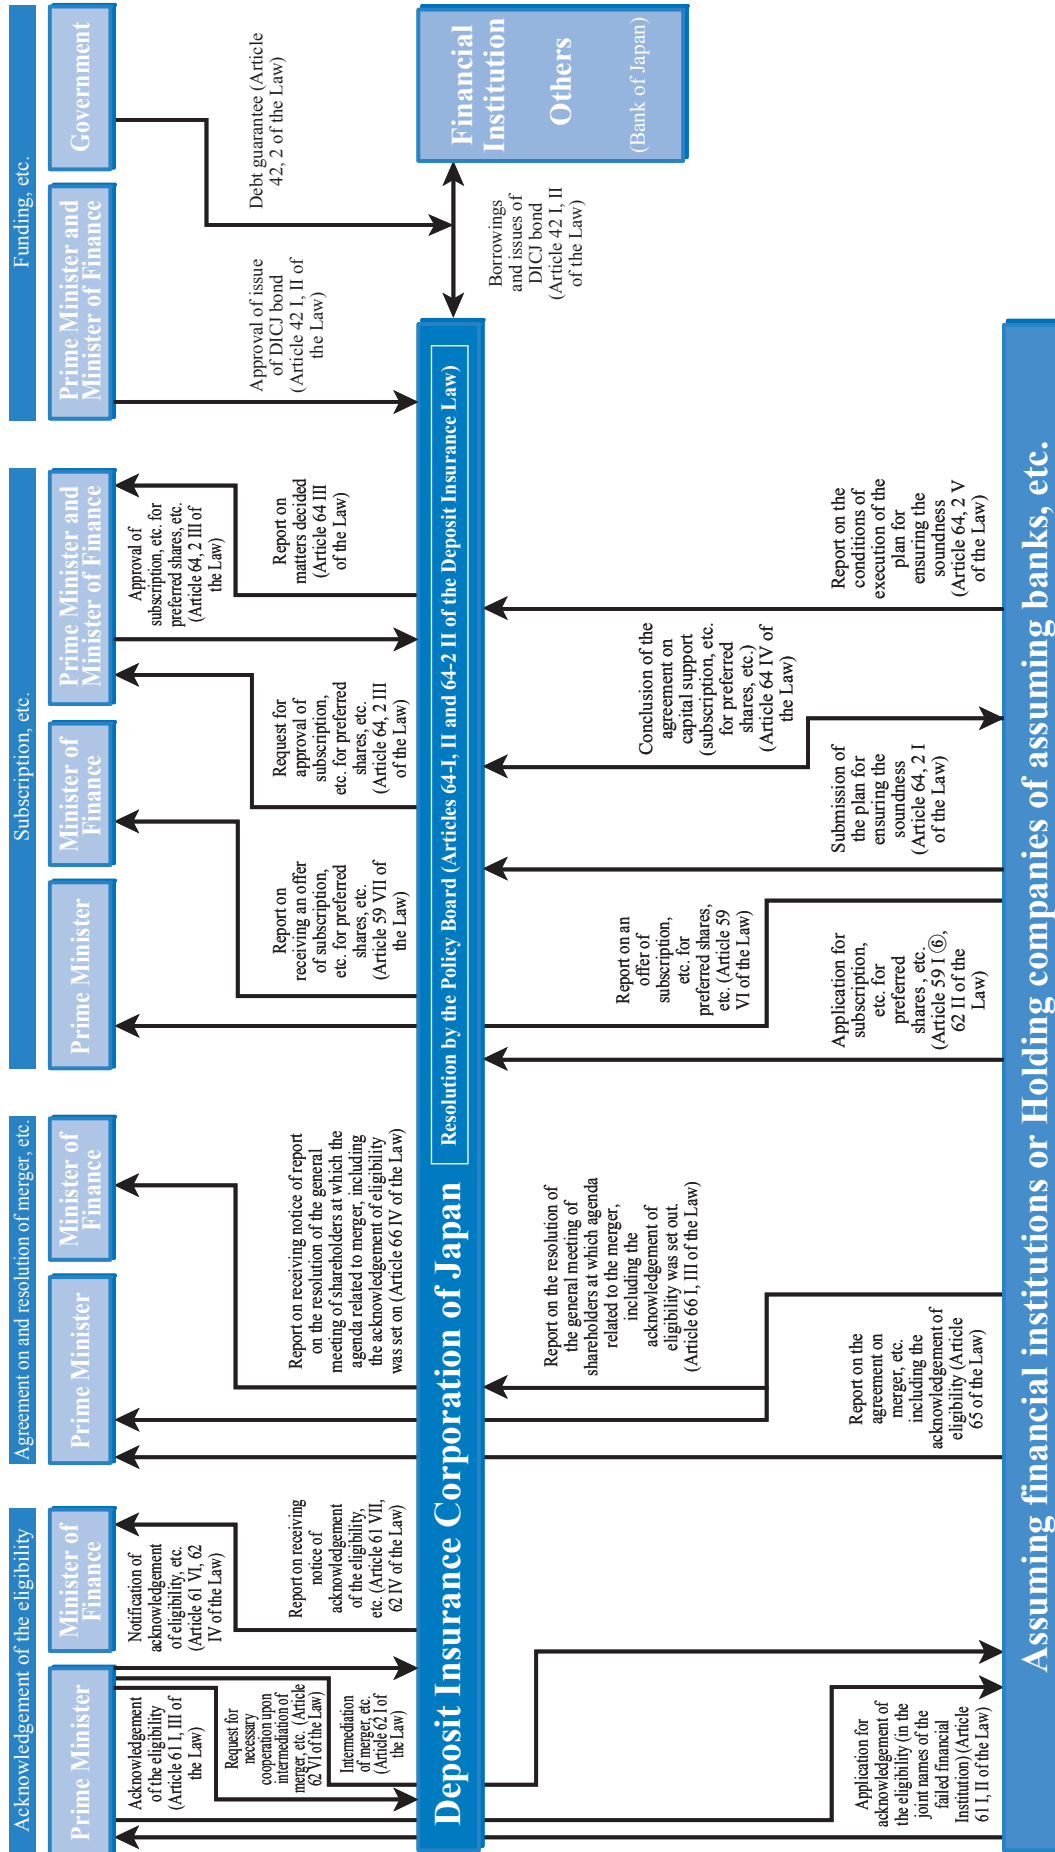 Acknowledgement of the eligibility
Agreement on and resolution of merger, etc.
Subscription, etc.
Funding, etc.
Prime Minister
Minister of
Finance
Prime Minister
Minister of
Finance
Prime Minister
Minister of
Finance
Prime Minister and
Minister of Finance
Prime Minister and
Minister of Finance
Government
Acknowledgement
of the eligibility
(Article 61 I, III of
the Law)
Request for
necessary
cooperation upon
intermediation of
merger, etc. (Article
62 VI of the Law)
Intermediation
of merger, etc.
(Article 62 I of
the Law)
Notification of
acknowledgement
of eligibility, etc.
(Article 61 VI, 62
IV of the Law)
Report on receiving
notice of
acknowledgement
of the eligibility,
etc. (Article 61 VII,
62 IV of the Law)
Report on receiving notice of report
on the resolution of the general
meeting of shareholders at which the
agenda related to merger, including
the acknowledgement of eligibility
was set on (Article 66 IV of the Law)
Report on
receiving an offer
of subscription,
etc. for preferred
shares, etc.
(Article 59 VII of
the Law)
Request for
approval of
subscription,
etc. for preferred
shares, etc.
(Article 64, 2 III
of the Law)
Approval of
subscription, etc. for
preferred shares, etc.
(Article 64, 2 III of
the Law)
Report on
matters decided
(Article 64 III
of the Law)
Approval of issue
of DICJ bond
(Article 42 I, II of
the Law)
Debt guarantee (Article
42, 2 of the Law)
Deposit Insurance Corporation of Japan
Resolution by the Policy Board (Articles 64-I, II and 64-2 II of the Deposit Insurance Law)
Borrowings
and issues of
DICJ bond
(Article 42 I, II
of the Law)
Financial
Institution
Others
(Bank of Japan)
Application for
acknowledgement of
the eligibility (in the
joint names of the
failed financial
Institution) (Article
61 I, II of the Law)
Report on the resolution of
the general meeting of
shareholders at which agenda
related to the merger,
including the
acknowledgement of
eligibility was set out.
(Article 66 I, III of the Law)
Report on the
agreement on
merger, etc.
including the
acknowledgement of
eligibility (Article
65 of the Law)
Report on an
offer of
subscription,
etc. for
preferred shares,
etc. (Article 59
VI of the Law)
Application for
subscription,
etc. for
preferred
shares , etc.
(Article 59 I ⑥,
62 II of the
Law)
Conclusion of the
agreement on
capital support
(subscription, etc.
for preferred
shares, etc.)
(Article 64 IV of
the Law)
Submission of
the plan for
ensuring the
soundness
(Article 64, 2 I
of the Law)
Report on the
conditions of
execution of the
plan for
ensuring the
soundness
(Article 64, 2 V
of the Law)
Assuming financial institutions or Holding companies of assuming banks, etc.